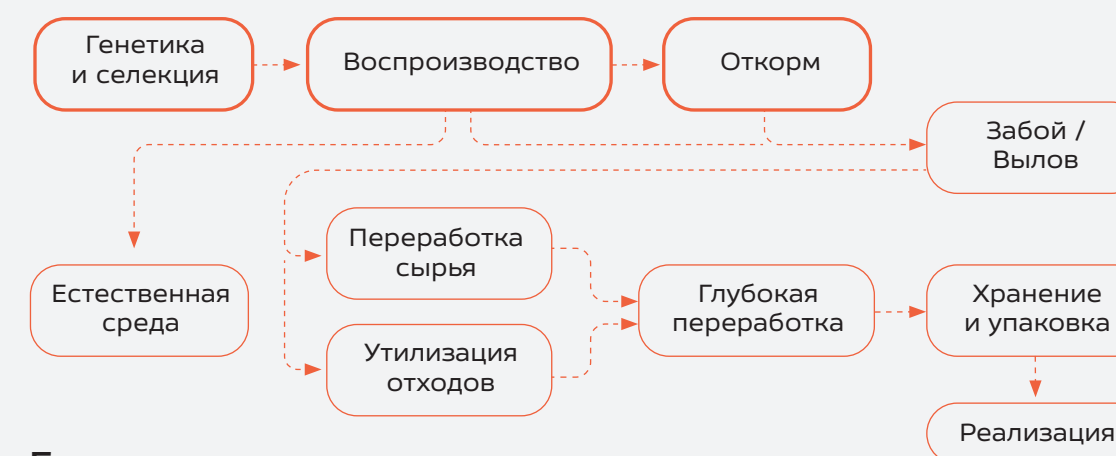 Генетика
и селекция
Воспроизводство
Откорм
Забой /
Вылов
Переработка
сырья
Естественная
среда
Глубокая
переработка
Хранение
и упаковка
Утилизация
отходов
Реализация